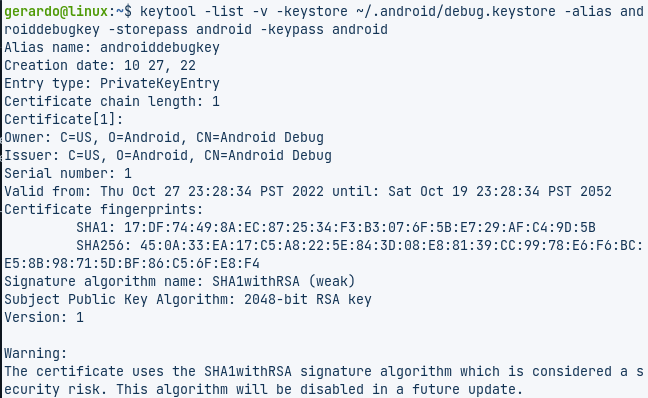 gerardo@linux:~$ keytool -list -v -keystore ~/.android/debug.keystore -alias and
roiddebugkey -storepass android -keypass android
Alias name: androiddebugkey
Creation date: 10 27, 22
Entry type: PrivateKeyEntry
Certificate chain length: 1
Certificate[1]:
Owner: C=US, O=Android, CN=Android Debug
Issuer: C=US, O=Android, CN=Android Debug
Serial number: 1
Valid from: Thu Oct 27 23:28:34 PST 2022 until: Sat Oct 19 23:28:34 PST 2052
Certificate fingerprints:
SHA1: 17:DF:74:49:8A:EC:87:25:34:F3:B3:07:6F:5B:E7:29:AF:C4:9D:5B
SHA256: 45:0A:33:EA:17:C5:A8:22:5E:84:3D:08:E8:81:39:CC:99:78:E6:F6:BC:
E5:8B:98:71:5D:BF:86:C5:6F:E8:F4
Signature algorithm name: SHA1withRSA (weak)
Subject Public Key Algorithm: 2048-bit RSA key
Version: 1
Warning:
The certificate uses the SHA1withRSA signature algorithm which is considered a s
ecurity risk. This algorithm will be disabled in a future update.